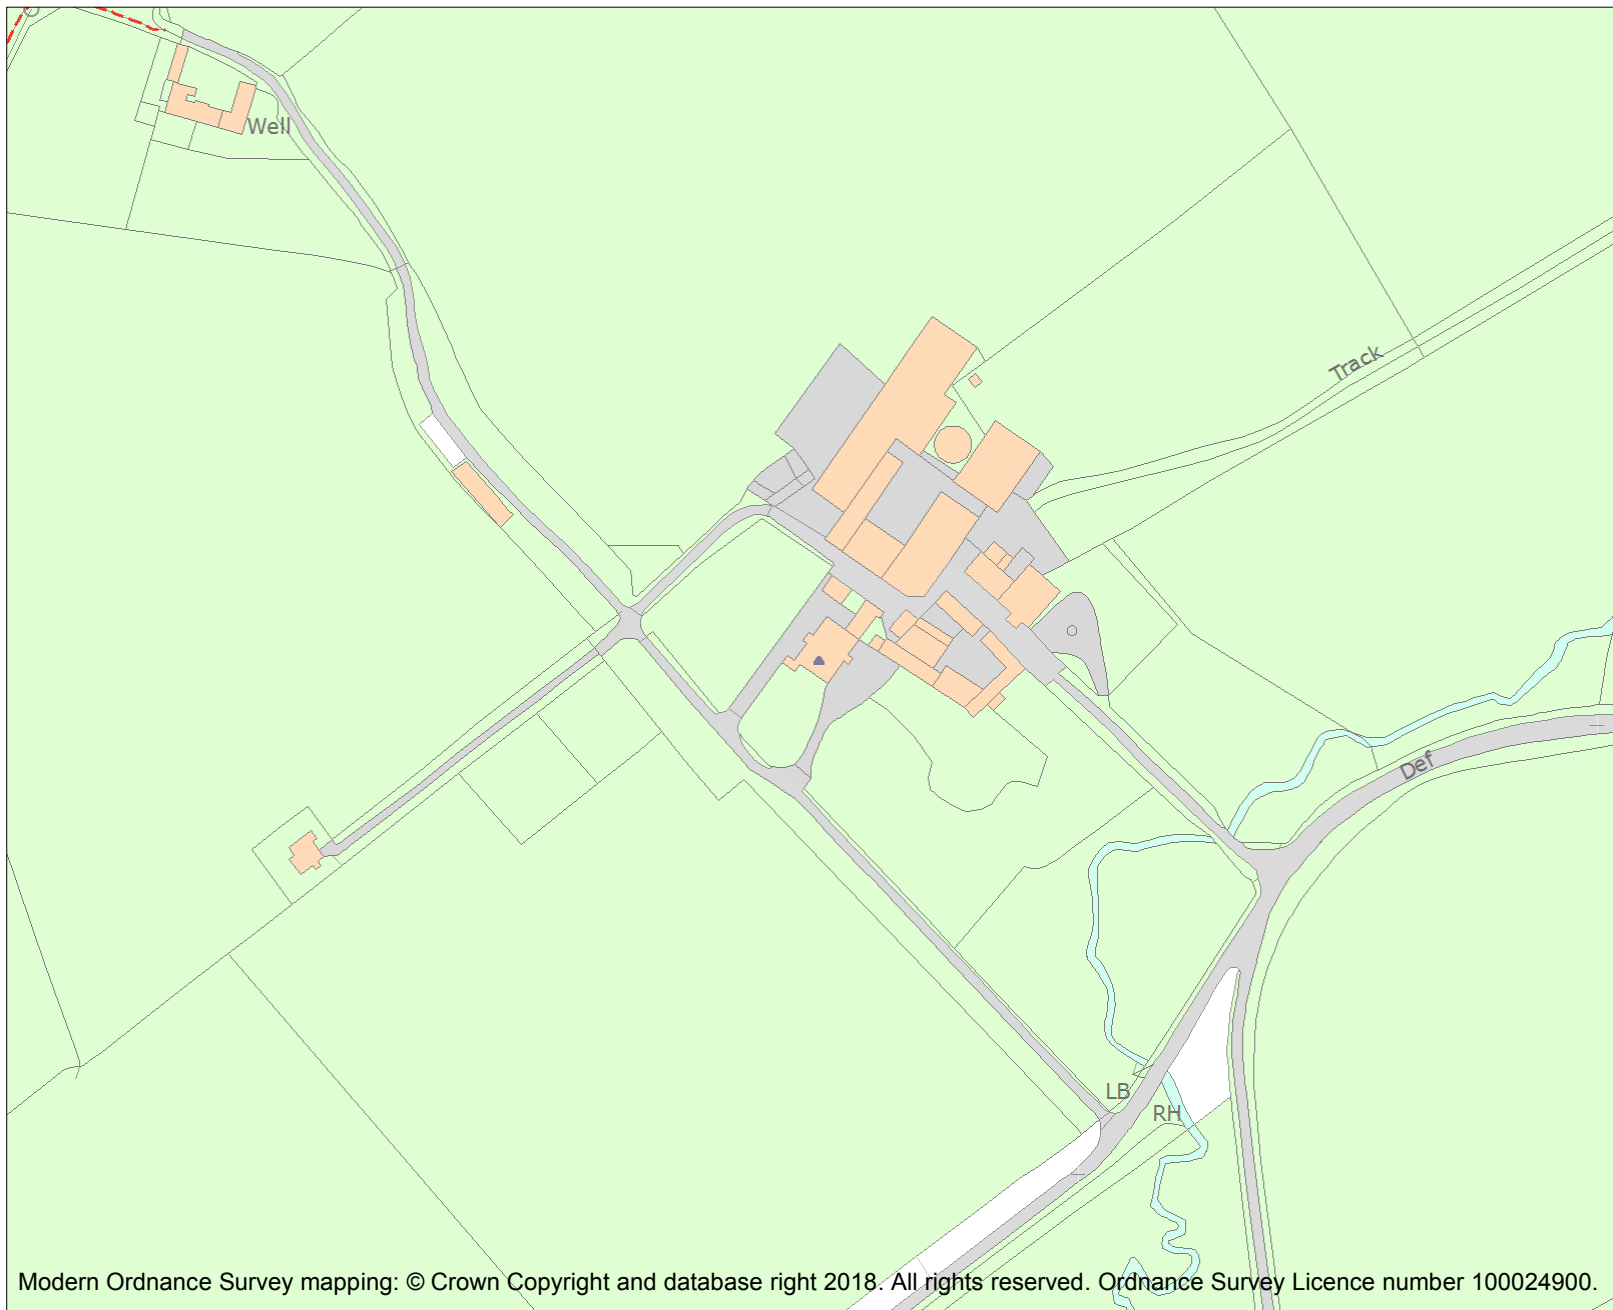 Well
Track
Def
LB
RH
Modern Ordnance Survey mapping: © Crown Copyright and database right 2018. All rights reserved. Ordnance Survey Licence number 100024900.